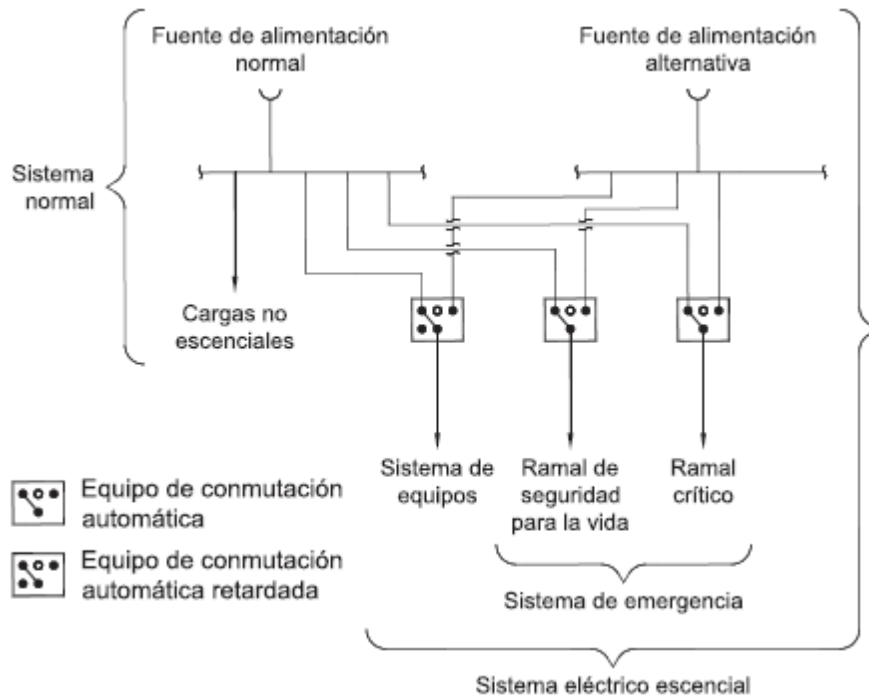 Fuente de alimentación
normal
Fuente de alimentación
alternativa
Sistema
normal
Cargas no
escenciales
Sistema de
equipos
Ramal de
seguridad
para la vida
Ramal
crítico
Equipo de conmutación
automática
Equipo de conmutación
automática retardada
Sistema de emergencia
Sistema eléctrico escencial